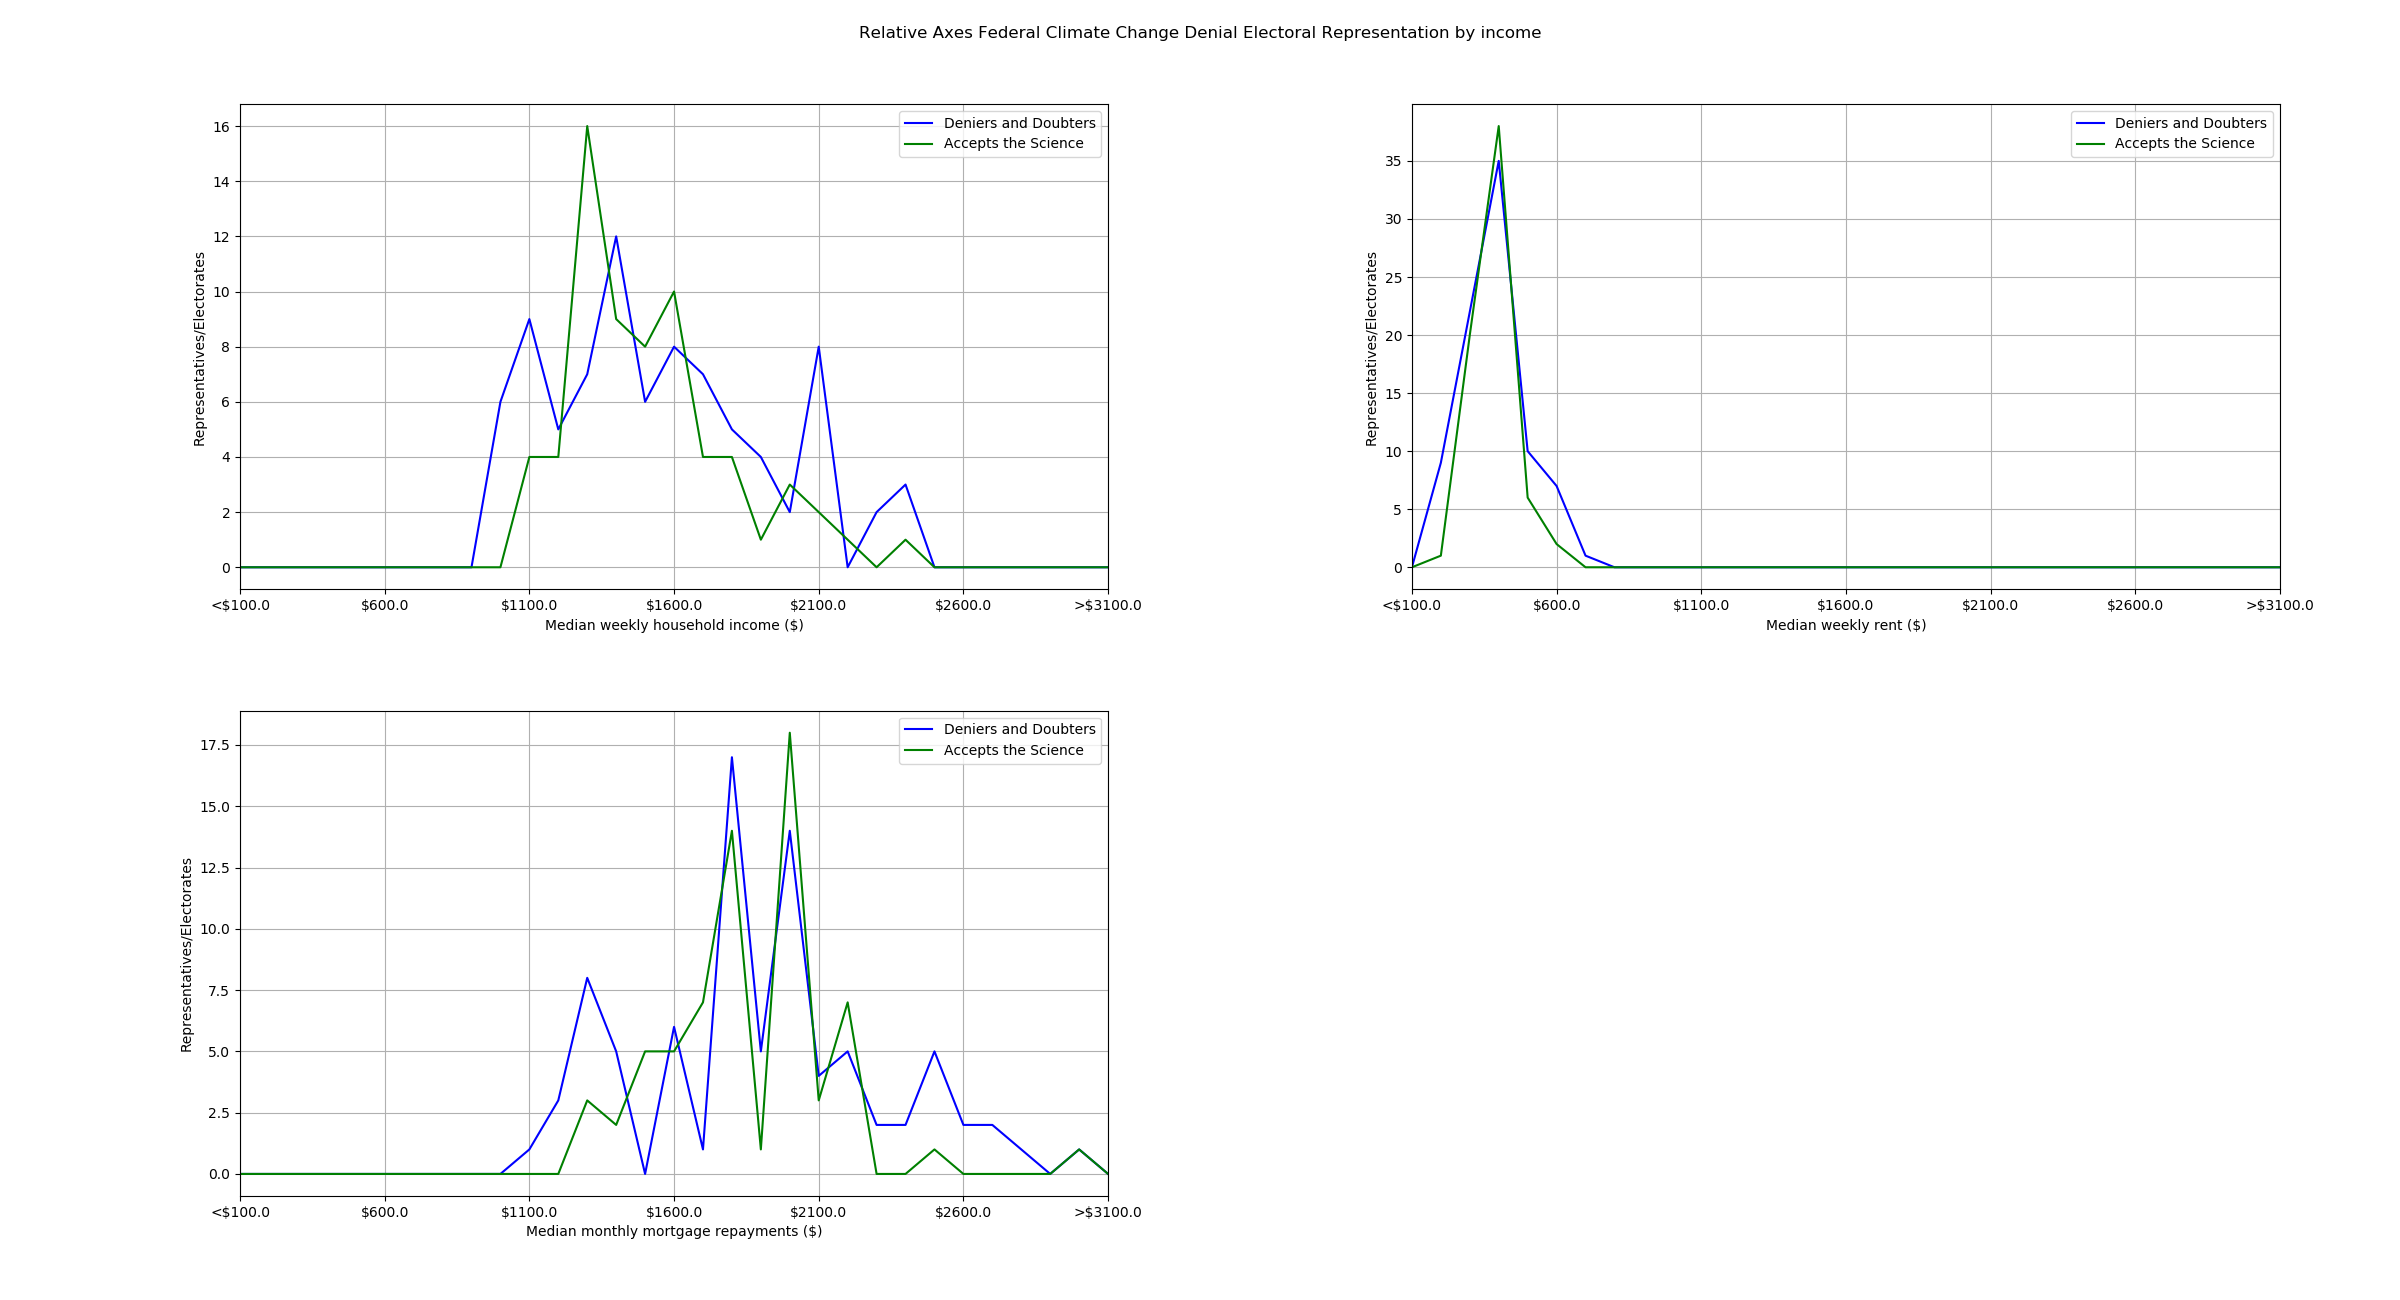 Relative Axes Federal Climate Change Denial Electoral Representation by income
Deniers and Doubters
Accepts the Science
16
14
12
10
8
6
4
2
0
Representatives/Electorates
<$100.0 $600.0 $1100.0 $1600.0 $2100.0 $2600.0 >$3100.0
Median weekly household income ($)
Deniers and Doubters
Accepts the Science
35
30
25
20
15
10
5
0
Representatives/Electorates
<$100.0 $600.0 $1100.0 $1600.0 $2100.0 $2600.0 >$3100.0
Median weekly rent ($)
Deniers and Doubters
Accepts the Science
17.5
15.0
12.5
10.0
7.5
5.0
2.5
0.0
Representatives/Electorates
<$100.0 $600.0 $1100.0 $1600.0 $2100.0 $2600.0 >$3100.0
Median monthly mortgage repayments ($)